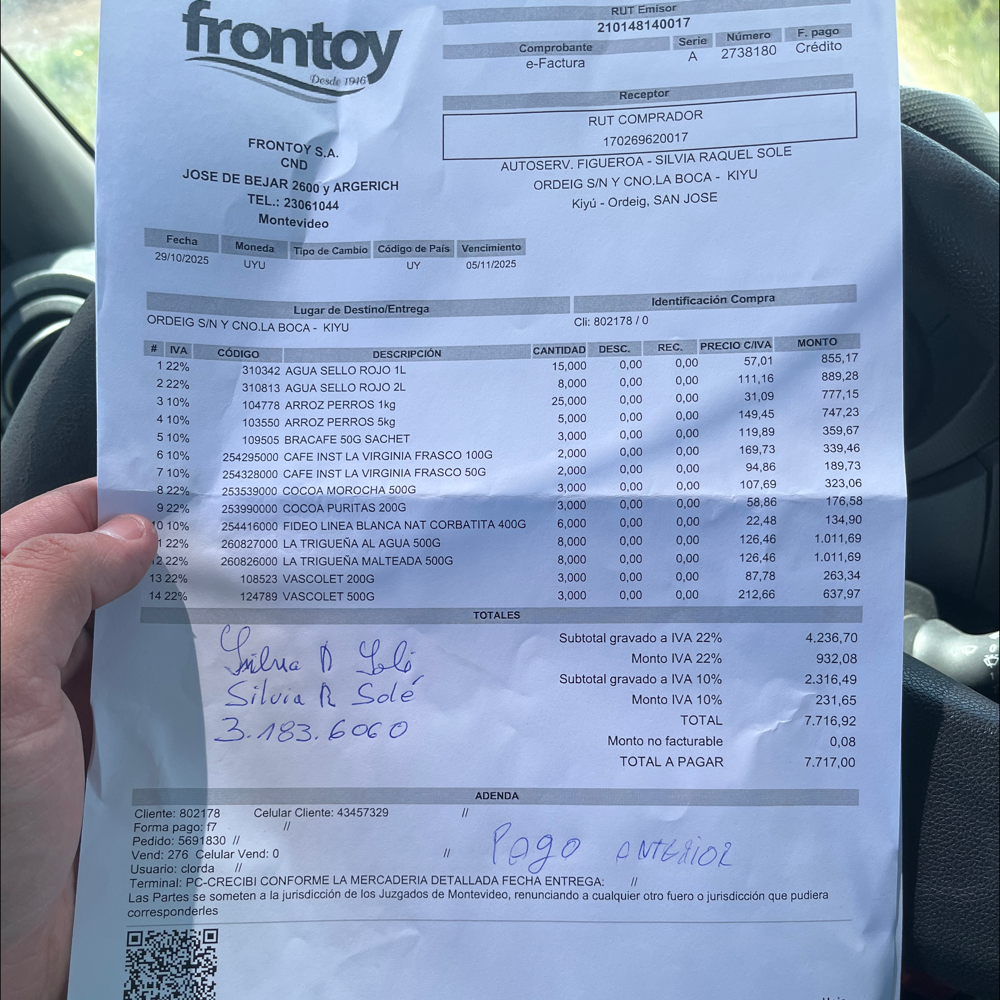 frontoy
Desde 1946
RUT Emisor
210148140017
Comprobante Serie Número F. pago
e-Factura A 2738180 Crédito
Receptor
RUT COMPRADOR
170269620017
AUTOSERV. FIGUEROA - SILVIA RAQUEL SOLE
ORDEIG S/N Y CNO.LA BOCA - KIYU
Kiyú - Ordeig, SAN JOSE
FRONTOY S.A.
CND
JOSE DE BEJAR 2600 y ARGERICH
TEL.: 23061044
Montevideo
Fecha Moneda Tipo de Cambio Código de País Vencimiento
29/10/2025 UYU UY 05/11/2025
Lugar de Destino/Entrega Identificación Compra
ORDEIG S/N Y CNO.LA BOCA - KIYU Cli: 802178 / 0
# IVA CÓDIGO DESCRIPCIÓN CANTIDAD DESC. REC. PRECIO C/IVA MONTO
1 22% 310342 AGUA SELLO ROJO 1L 15,000 0,00 0,00 57,01 855,17
2 22% 310813 AGUA SELLO ROJO 2L 8,000 0,00 0,00 111,16 889,28
3 10% 104778 ARROZ PERROS 1kg 25,000 0,00 0,00 31,09 777,15
4 10% 103550 ARROZ PERROS 5kg 5,000 0,00 0,00 149,45 747,23
5 10% 109505 BRACAFE 50G SACHET 3,000 0,00 0,00 119,89 359,67
6 10% 254295000 CAFE INST LA VIRGINIA FRASCO 100G 2,000 0,00 0,00 169,73 339,46
7 10% 254328000 CAFE INST LA VIRGINIA FRASCO 50G 2,000 0,00 0,00 94,86 189,73
8 22% 253539000 COCOA MOROCHA 500G 3,000 0,00 0,00 107,69 323,06
9 22% 253990000 COCOA PURITAS 200G 3,000 0,00 0,00 58,86 176,58
10 10% 254416000 FIDEO LINEA BLANCA NAT CORBATITA 400G 6,000 0,00 0,00 22,48 134,90
1 22% 260827000 LA TRIGUEÑA AL AGUA 500G 8,000 0,00 0,00 126,46 1.011,69
12 22% 260826000 LA TRIGUEÑA MALTEADA 500G 8,000 0,00 0,00 126,46 1.011,69
13 22% 108523 VASCOLET 200G 3,000 0,00 0,00 87,78 263,34
14 22% 124789 VASCOLET 500G 3,000 0,00 0,00 212,66 637,97
TOTALES
Subtotal gravado a IVA 22% 4.236,70
Monto IVA 22% 932,08
Subtotal gravado a IVA 10% 2.316,49
Monto IVA 10% 231,65
TOTAL 7.716,92
Monto no facturable 0,08
TOTAL A PAGAR 7.717,00
Silvia R Solé
Silvia R Solé
3.183.6060
ADENDA
Cliente: 802178 Celular Cliente: 43457329 //
Forma pago: f7 //
Pedido: 5691830 //
Vend: 276 Celular Vend: 0 //
Usuario: clorda //
Pago ANTERIOR
Terminal: PC-CRECIBI CONFORME LA MERCADERIA DETALLADA FECHA ENTREGA: //
Las Partes se someten a la jurisdicción de los Juzgados de Montevideo, renunciando a cualquier otro fuero o jurisdicción que pudiera
corresponderles